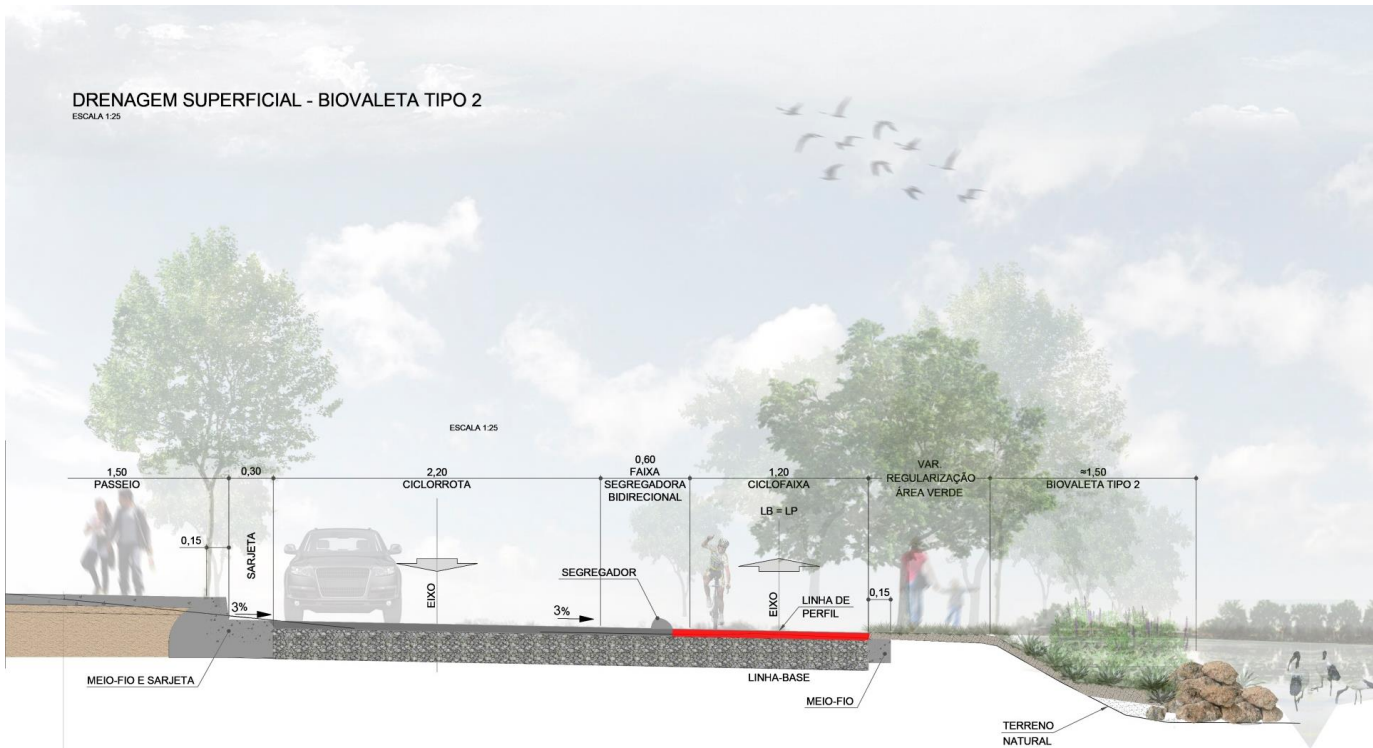 DRENAGEM SUPERFICIAL - BIOVALETA TIPO 2
ESCALA 1:25
ESCALA 1:25
1,50
PASSEIO
0,30
2,20
CICLORROTA
0,60
FAIXA
SEGREGADORA
BIDIRECIONAL
1,20
CICLOFAIXA
LB = LP
VAR.
REGULARIZAÇÃO
ÁREA VERDE
≈1,50
BIOVALETA TIPO 2
0,15
SARJETA
EIXO
SEGREGADOR
EIXO
LINHA DE
PERFIL
0,15
3%
3%
MEIO-FIO E SARJETA
LINHA-BASE
MEIO-FIO
TERRENO
NATURAL